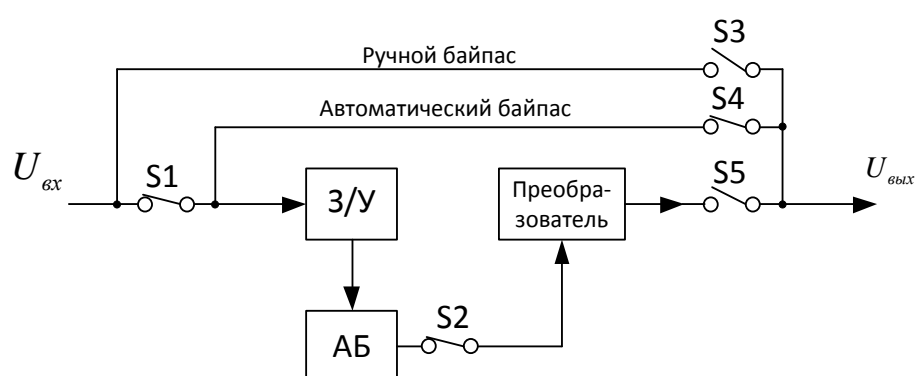 S3
Ручной байпас
S4
Автоматический байпас
Uвх
S1
З/У
Преобра-
зователь
S5
Uвых
АБ
S2